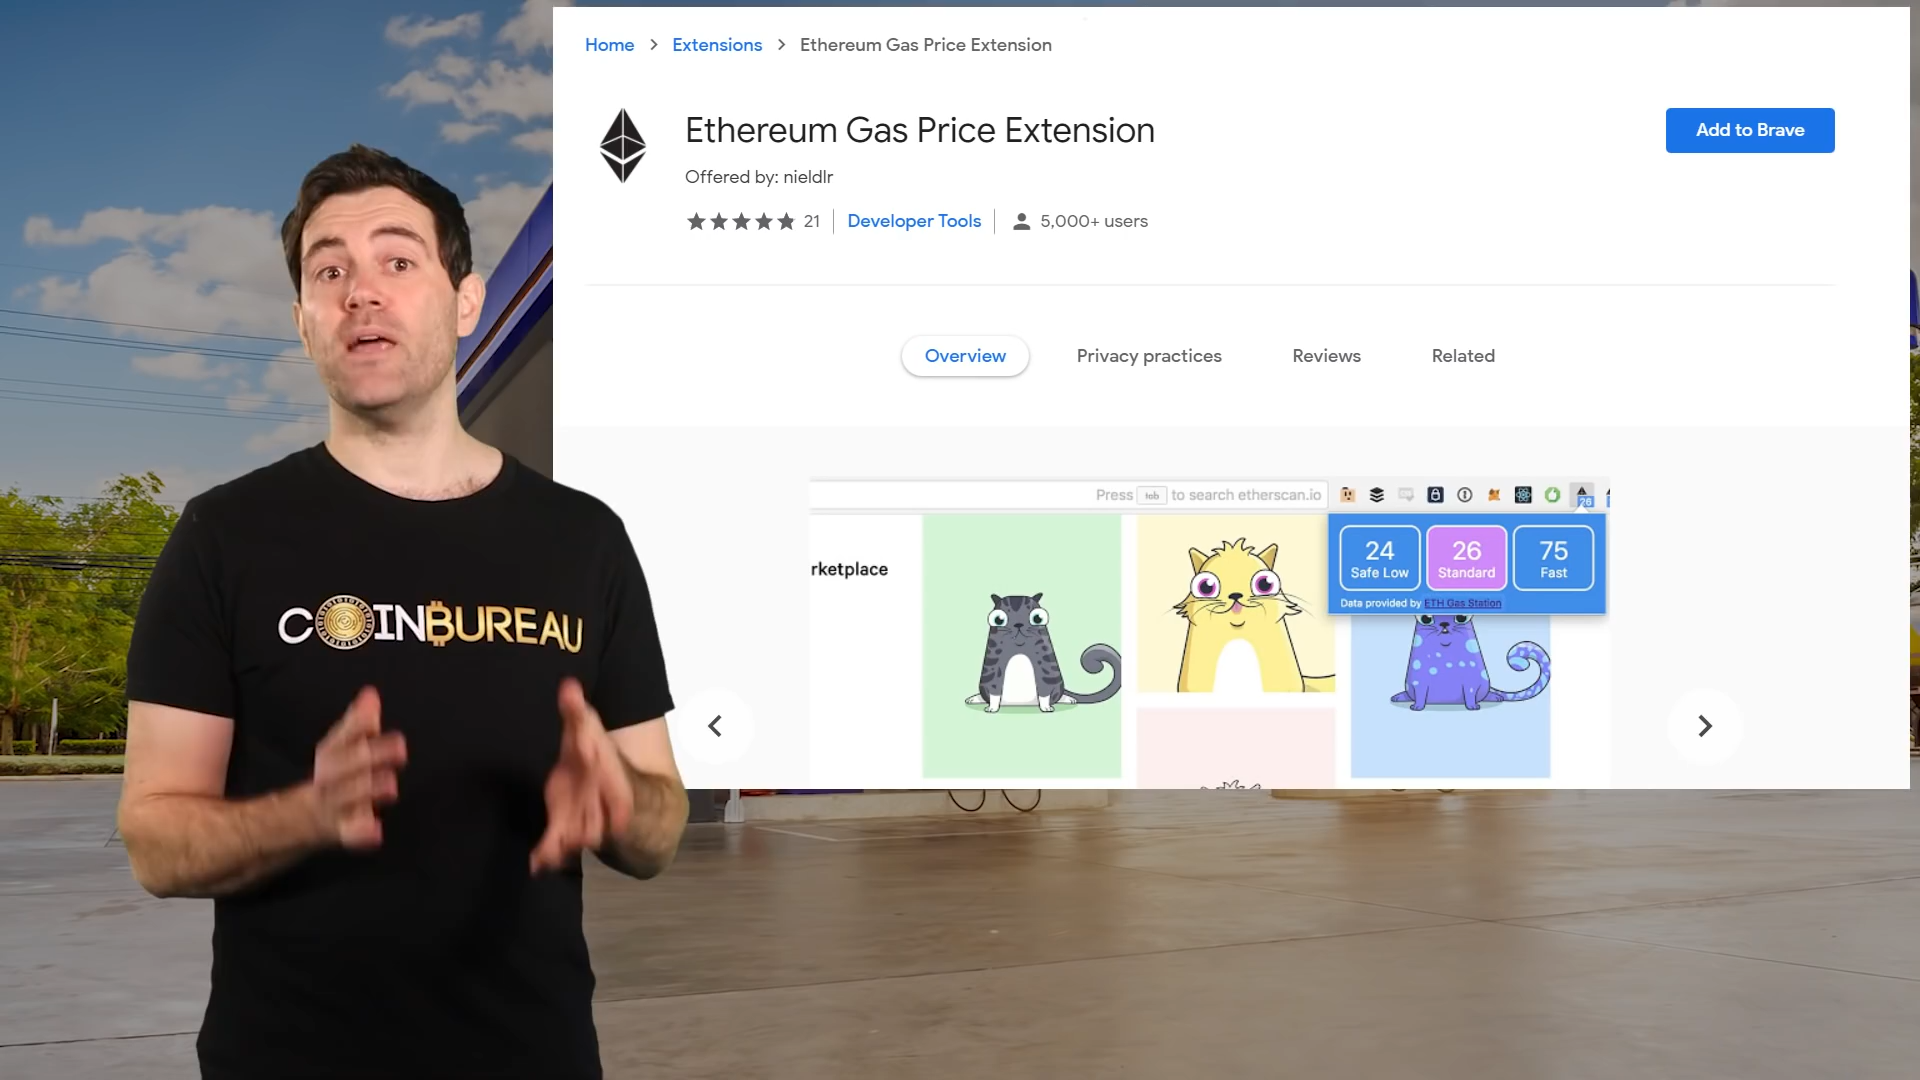 Home > Extensions > Ethereum Gas Price Extension
Ethereum Gas Price Extension
Add to Brave
Offered by: nieldlr
21 Developer Tools 5,000+ users
Overview Privacy practices Reviews Related
Press tab to search etherscan.io
26
rketplace
24 26 75
Safe Low Standard Fast
Data provided by ETH Gas Station
COINBUREAU